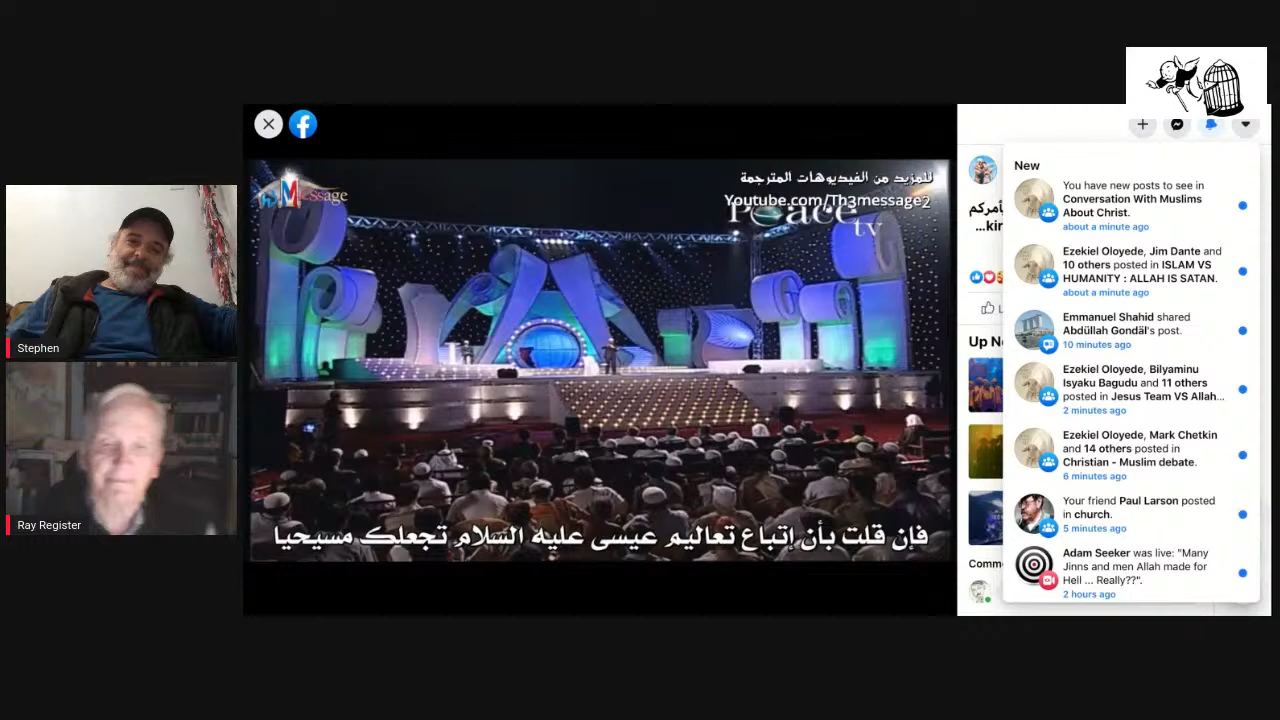 Stephen
Ray Register
Th3 Message
للمزيد من الفيديوهات المترجمة
Youtube.com/Th3message2
Peace
tv
فإن قلت بأن إتباع تعاليم عيسى عليه السلام تجعلك مسيحيا
يأمركم
...kir
Up N
Comme
New
You have new posts to see in
Conversation With Muslims
About Christ.
about a minute ago
Ezekiel Oloyede, Jim Dante and
10 others posted in ISLAM VS
HUMANITY : ALLAH IS SATAN.
about a minute ago
Emmanuel Shahid shared
Abdüllah Gondäl's post.
10 minutes ago
Ezekiel Oloyede, Bilyaminu
Isyaku Bagudu and 11 others
posted in Jesus Team VS Allah...
2 minutes ago
Ezekiel Oloyede, Mark Chetkin
and 14 others posted in
Christian - Muslim debate.
6 minutes ago
Your friend Paul Larson posted
in church.
5 minutes ago
Adam Seeker was live: "Many
Jinns and men Allah made for
Hell ... Really??".
2 hours ago